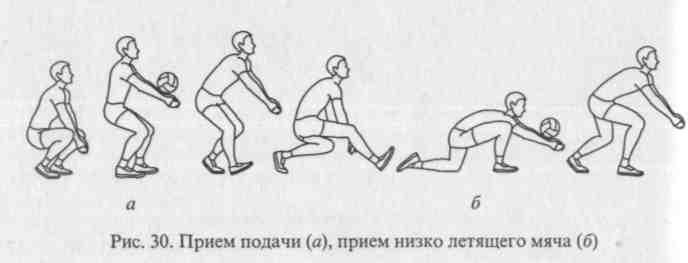 а б
Рис. 30. Прием подачи (а), прием низко летящего мяча (б)